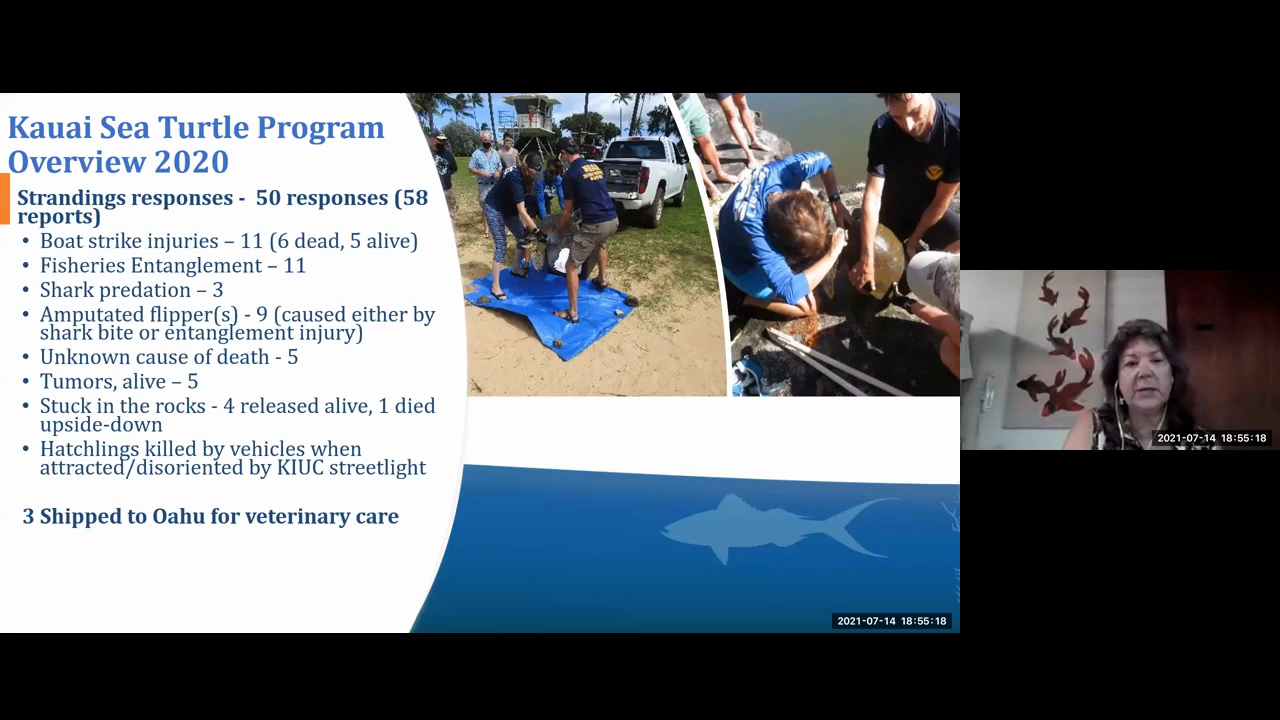 Kauai Sea Turtle Program
Overview 2020
Strandings responses - 50 responses (58
reports)
• Boat strike injuries – 11 (6 dead, 5 alive)
• Fisheries Entanglement – 11
• Shark predation – 3
• Amputated flipper(s) - 9 (caused either by
shark bite or entanglement injury)
• Unknown cause of death - 5
• Tumors, alive – 5
• Stuck in the rocks - 4 released alive, 1 died
upside-down
• Hatchlings killed by vehicles when
attracted/disoriented by KIUC streetlight
3 Shipped to Oahu for veterinary care
2021-07-14 18:55:18
2021-07-14 18:55:18